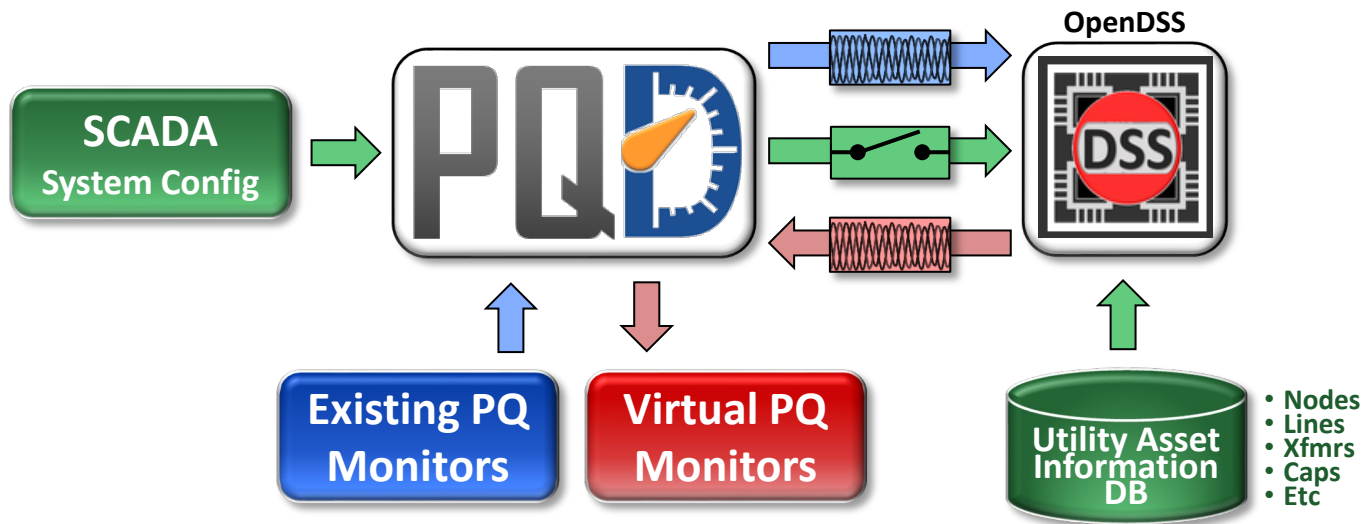 OpenDSS
SCADA
System Config
PQD
DSS
Existing PQ
Monitors
Virtual PQ
Monitors
Utility Asset
Information
DB
• Nodes
• Lines
• Xfmrs
• Caps
• Etc